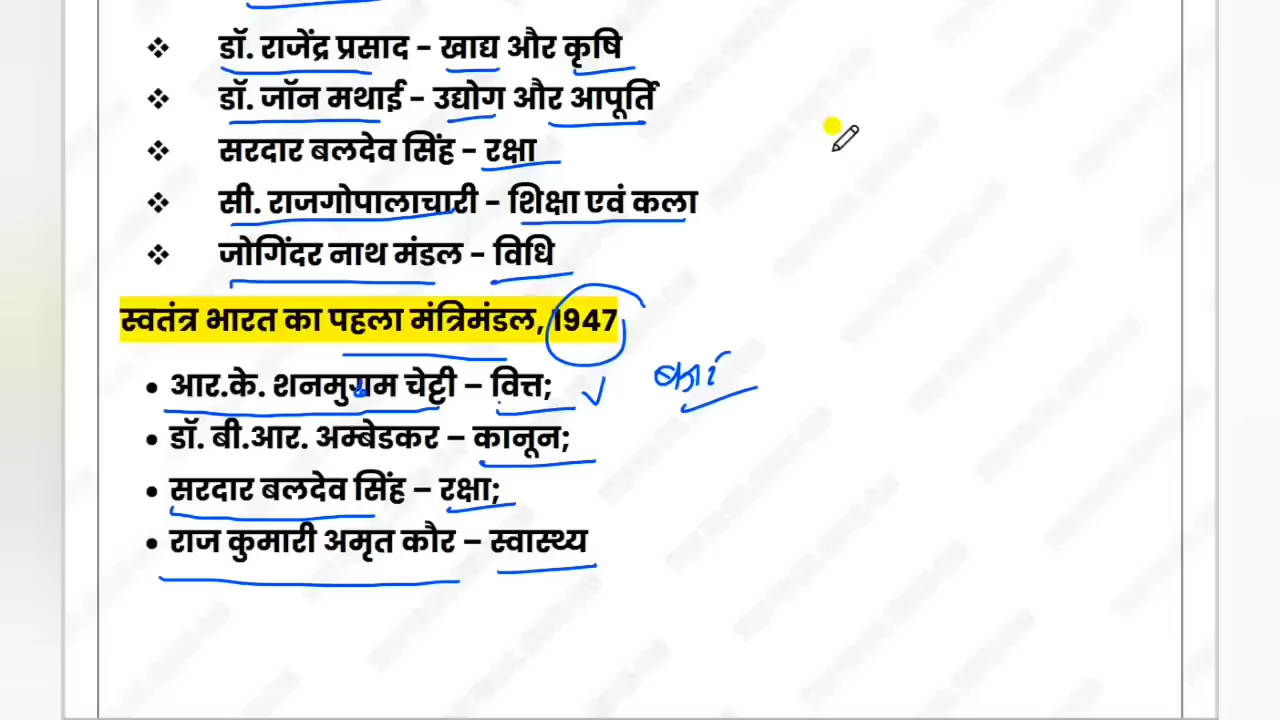 ❖ डॉ. राजेंद्र प्रसाद - खाद्य और कृषि
❖ डॉ. जॉन मथाई - उद्योग और आपूर्ति
❖ सरदार बलदेव सिंह - रक्षा
❖ सी. राजगोपालाचारी - शिक्षा एवं कला
❖ जोगिंदर नाथ मंडल - विधि
स्वतंत्र भारत का पहला मंत्रिमंडल, 1947
• आर.के. शनमुगम चेट्टी – वित्त;
• डॉ. बी.आर. अम्बेडकर – कानून;
• सरदार बलदेव सिंह – रक्षा;
• राज कुमारी अमृत कौर – स्वास्थ्य